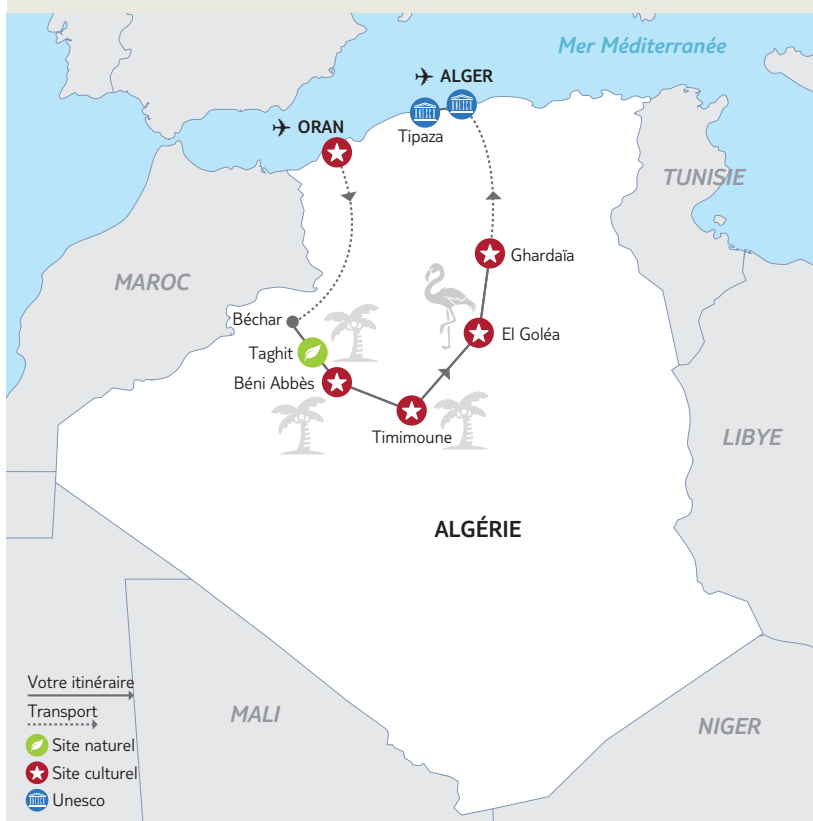 Mer Méditerranée
ALGER
ORAN
Tipaza
TUNISIE
Ghardaïa
MAROC
Béchar
El Goléa
Taghit
Béni Abbès
Timimoune
LIBYE
ALGÉRIE
Votre itinéraire
Transport
MALI
NIGER
Site naturel
Site culturel
Unesco